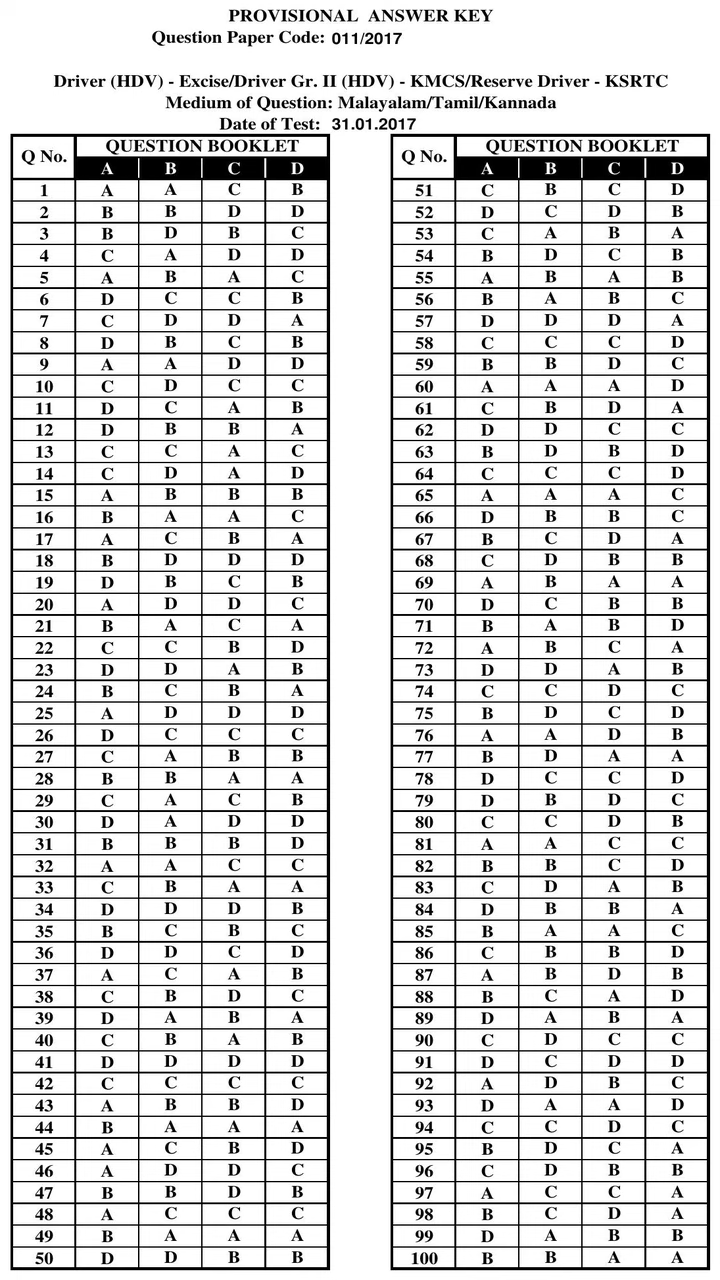 PROVISIONAL ANSWER KEY
Question Paper Code: 011/2017
Driver (HDV) - Excise/Driver Gr. II (HDV) - KMCS/Reserve Driver - KSRTC
Medium of Question: Malayalam/Tamil/Kannada
Date of Test: 31.01.2017
Q No. QUESTION BOOKLET
A B C D
1 A A C B
2 B B D D
3 B D B C
4 C A D D
5 A B A C
6 D C C B
7 C D D A
8 D B C B
9 A A D D
10 C D C C
11 D C A B
12 D B B A
13 C C A C
14 C D A D
15 A B B B
16 B A A C
17 A C B A
18 B D D D
19 D B C B
20 A D D C
21 B A C A
22 C C B D
23 D D A B
24 B C B A
25 A D D D
26 D C C C
27 C A B B
28 B B A A
29 C A C B
30 D A D D
31 B B B D
32 A A C C
33 C B A A
34 D D D B
35 B C B C
36 D D C D
37 A C A B
38 C B D C
39 D A B A
40 C B A B
41 D D D D
42 C C C C
43 A B B D
44 B A A A
45 A C B D
46 A D D C
47 B B D B
48 A C C C
49 B A A A
50 D D B B
Q No. QUESTION BOOKLET
A B C D
51 C B C D
52 D C D B
53 C A B A
54 B D C B
55 A B A B
56 B A B C
57 D D D A
58 C C C D
59 B B D C
60 A A A D
61 C B D A
62 D D C C
63 B D B D
64 C C C D
65 A A A C
66 D B B C
67 B C D A
68 C D B B
69 A B A A
70 D C B B
71 B A B D
72 A B C A
73 D D A B
74 C C D C
75 B D C D
76 A A D B
77 B D A A
78 D C C D
79 D B D C
80 C C D B
81 A A C C
82 B B C D
83 C D A B
84 D B B A
85 B A A C
86 C B B D
87 A B D B
88 B C A D
89 D A B A
90 C D C C
91 D C D D
92 A D B C
93 D A A D
94 C C D C
95 B D C A
96 C D B B
97 A C C A
98 B C D A
99 D A B B
100 B B A A